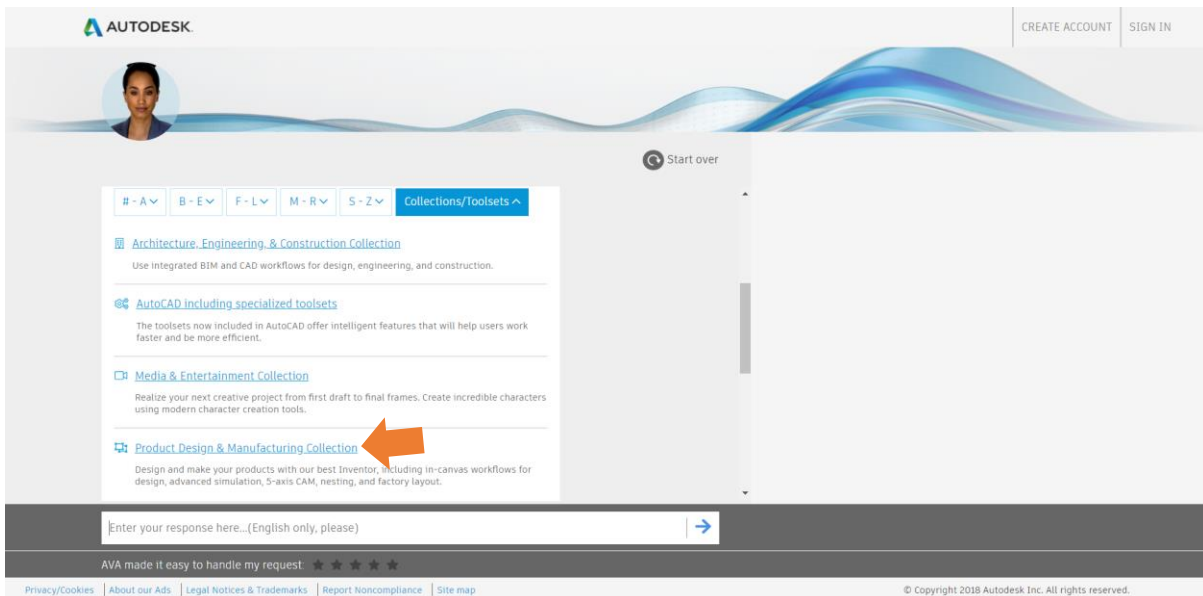 AUTODESK.
CREATE ACCOUNT
SIGN IN
Start over
# - A
B - E
F - L
M - R
S - Z
Collections/Toolsets
Architecture, Engineering, & Construction Collection
Use integrated BIM and CAD workflows for design, engineering, and construction.
AutoCAD including specialized toolsets
The toolsets now included in AutoCAD offer intelligent features that will help users work
faster and be more efficient.
Media & Entertainment Collection
Realize your next creative project from first draft to final frames. Create incredible characters
using modern character creation tools.
Product Design & Manufacturing Collection
Design and make your products with our best Inventor, including in-canvas workflows for
design, advanced simulation, 5-axis CAM, nesting, and factory layout.
Enter your response here...(English only, please)
AVA made it easy to handle my request:
Privacy/Cookies | About our Ads | Legal Notices & Trademarks | Report Noncompliance | Site map
© Copyright 2018 Autodesk Inc. All rights reserved.